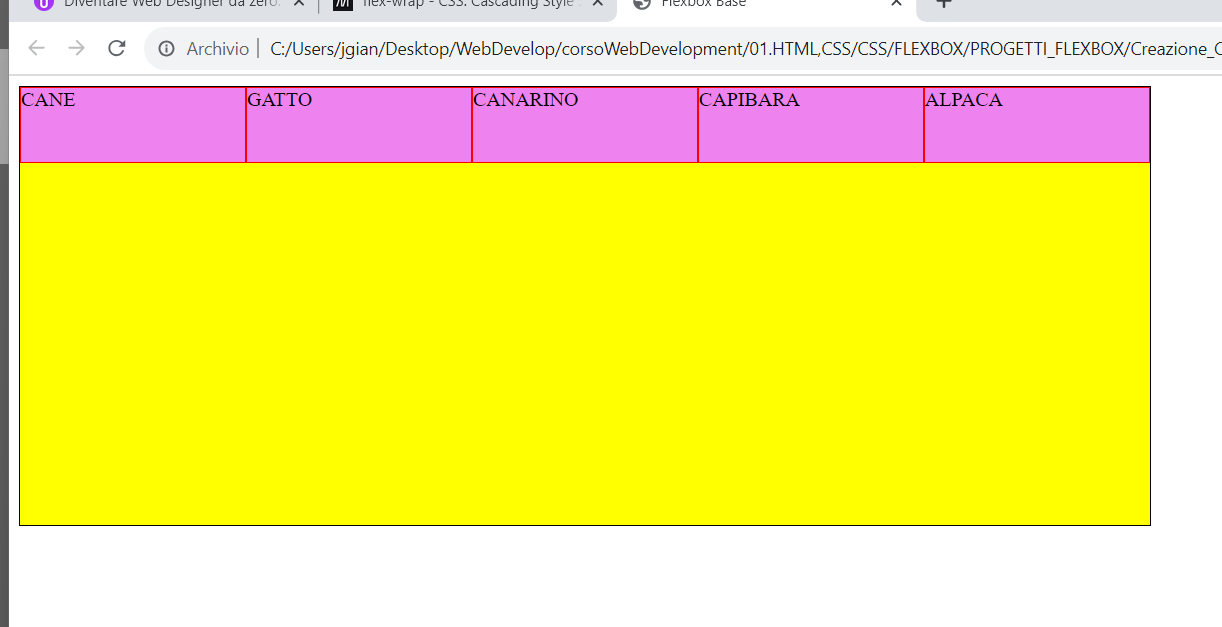 Diventare Web Designer da zero.
flex-wrap - CSS: Cascading Style
Flexbox Base
Archivio
C:/Users/jgian/Desktop/WebDevelop/corsoWebDevelopment/01.HTML,CSS/CSS/FLEXBOX/PROGETTI_FLEXBOX/Creazione_
CANE GATTO CANARINO CAPIBARA ALPACA